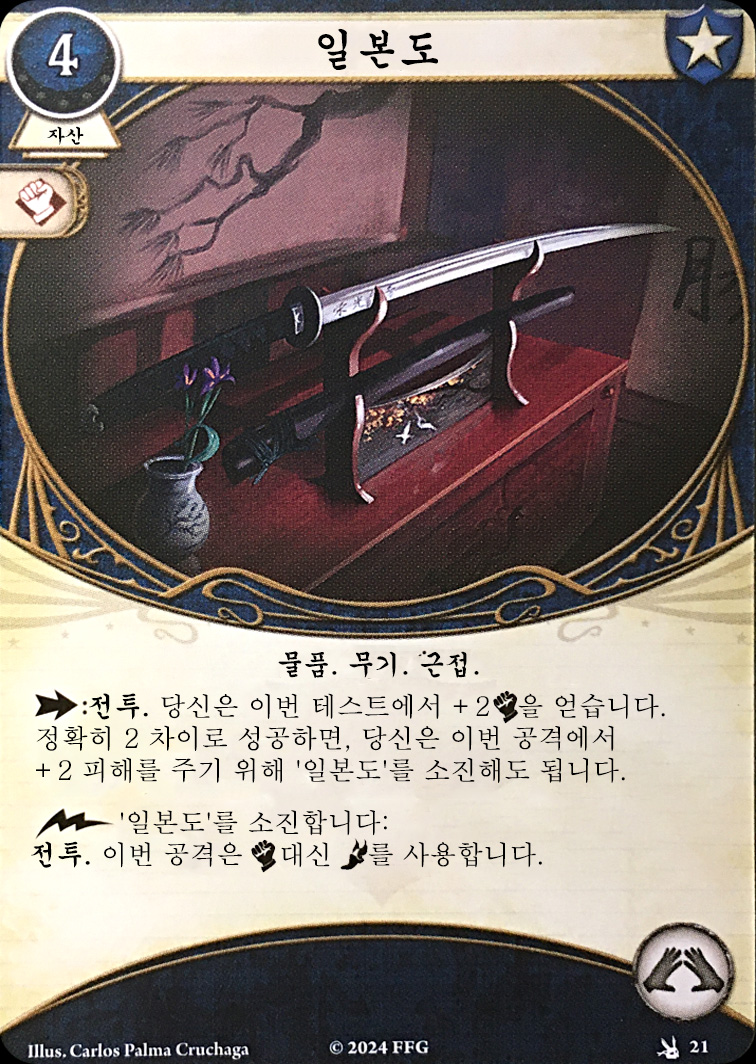 4
일본도
자산
물품. 무기. 근접.
:전투. 당신은 이번 테스트에서 +2 을 얻습니다.
정확히 2 차이로 성공하면, 당신은 이번 공격에서
+2 피해를 주기 위해 '일본도'를 소진해도 됩니다.
'일본도'를 소진합니다:
전투. 이번 공격은 대신 를 사용합니다.
Illus. Carlos Palma Cruchaga
© 2024 FFG
21